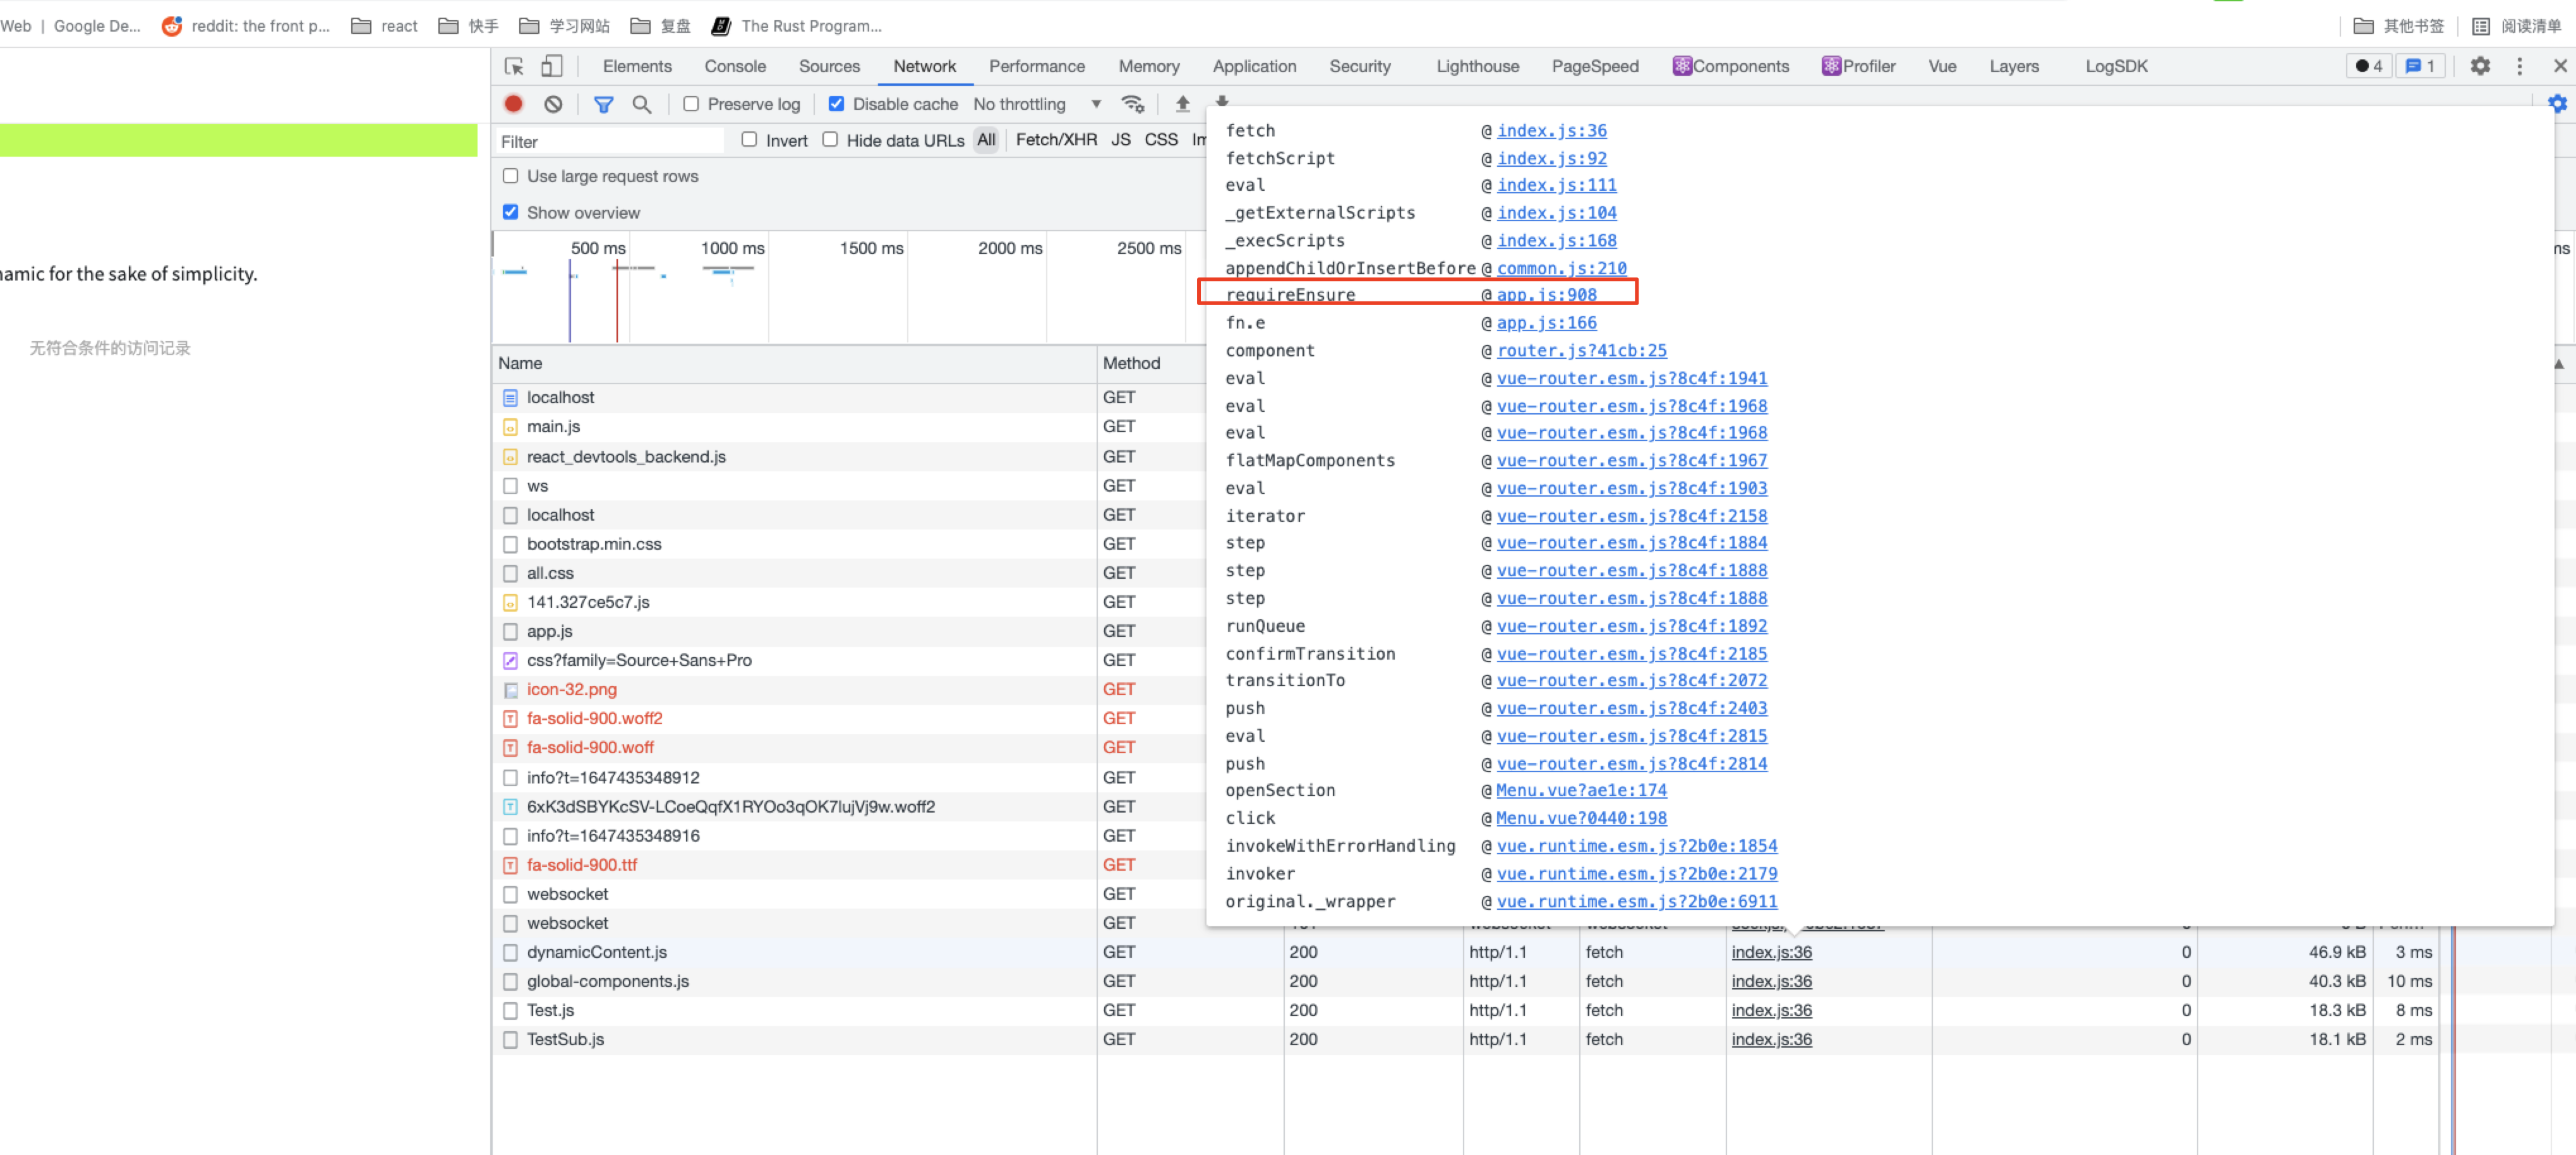 Web | Google De... reddit: the front p... react 快手 学习网站 复盘 The Rust Program... 其他书签 阅读清单
Elements Console Sources Network Performance Memory Application Security Lighthouse PageSpeed Components Profiler Vue Layers LogSDK 4 1
Preserve log Disable cache No throttling
Filter Invert Hide data URLs All Fetch/XHR JS CSS
Use large request rows
Show overview
500 ms 1000 ms 1500 ms 2000 ms 2500 ms ms
namic for the sake of simplicity.
无符合条件的访问记录
fetch @ index.js:36
fetchScript @ index.js:92
eval @ index.js:111
_getExternalScripts @ index.js:104
_execScripts @ index.js:168
appendChildOrInsertBefore @ common.js:210
requireEnsure @ app.js:908
fn.e @ app.js:166
component @ router.js?41cb:25
eval @ vue-router.esm.js?8c4f:1941
eval @ vue-router.esm.js?8c4f:1968
eval @ vue-router.esm.js?8c4f:1968
flatMapComponents @ vue-router.esm.js?8c4f:1967
eval @ vue-router.esm.js?8c4f:1903
iterator @ vue-router.esm.js?8c4f:2158
step @ vue-router.esm.js?8c4f:1884
step @ vue-router.esm.js?8c4f:1888
step @ vue-router.esm.js?8c4f:1888
runQueue @ vue-router.esm.js?8c4f:1892
confirmTransition @ vue-router.esm.js?8c4f:2185
transitionTo @ vue-router.esm.js?8c4f:2072
push @ vue-router.esm.js?8c4f:2403
eval @ vue-router.esm.js?8c4f:2815
push @ vue-router.esm.js?8c4f:2814
openSection @ Menu.vue?ae1e:174
click @ Menu.vue?0440:198
invokeWithErrorHandling @ vue.runtime.esm.js?2b0e:1854
invoker @ vue.runtime.esm.js?2b0e:2179
original._wrapper @ vue.runtime.esm.js?2b0e:6911
Name Method
localhost GET
main.js GET
react_devtools_backend.js GET
ws GET
localhost GET
bootstrap.min.css GET
all.css GET
141.327ce5c7.js GET
app.js GET
css?family=Source+Sans+Pro GET
icon-32.png GET
fa-solid-900.woff2 GET
fa-solid-900.woff GET
info?t=1647435348912 GET
6xK3dSBYKcSV-LCoeQqfX1RYOo3qOK7lujVj9w.woff2 GET
info?t=1647435348916 GET
fa-solid-900.ttf GET
websocket GET
websocket GET
dynamicContent.js GET 200 http/1.1 fetch index.js:36 0 46.9 kB 3 ms
global-components.js GET 200 http/1.1 fetch index.js:36 0 40.3 kB 10 ms
Test.js GET 200 http/1.1 fetch index.js:36 0 18.3 kB 8 ms
TestSub.js GET 200 http/1.1 fetch index.js:36 0 18.1 kB 2 ms